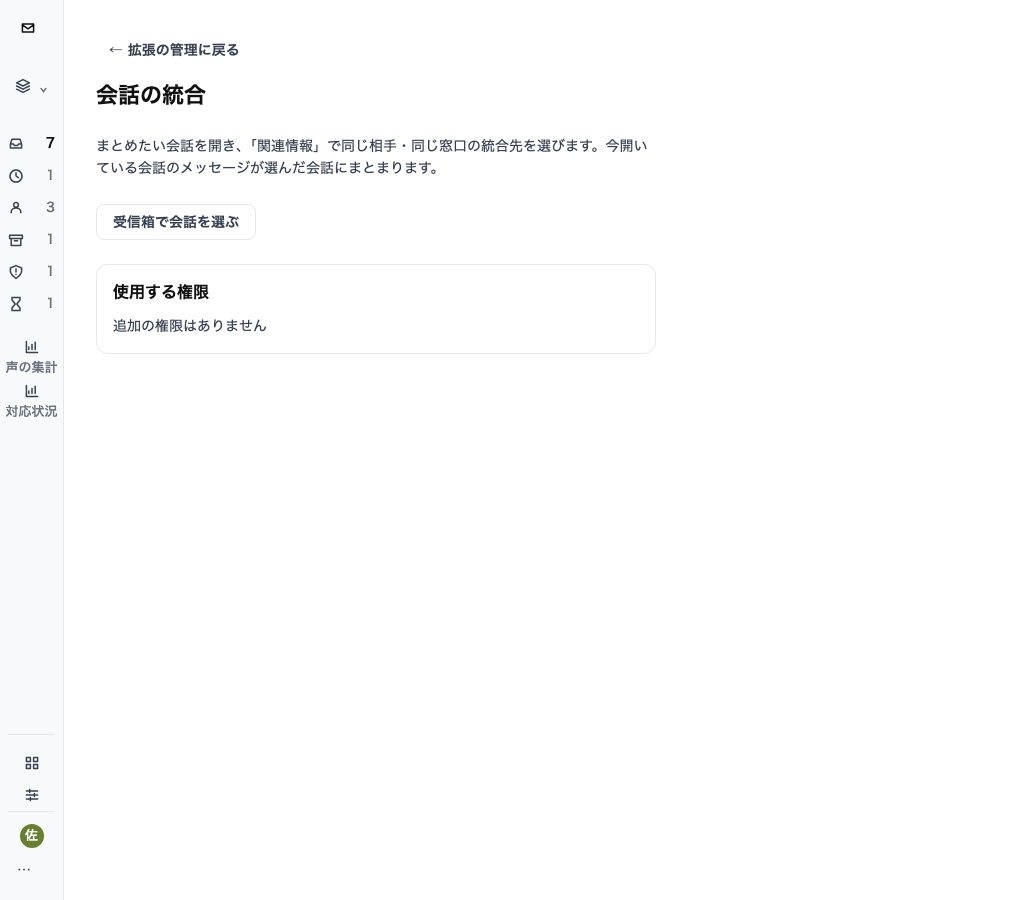 ← 拡張の管理に戻る
会話の統合
まとめたい会話を開き、「関連情報」で同じ相手・同じ窓口の統合先を選びます。今開い
ている会話のメッセージが選んだ会話にまとまります。
受信箱で会話を選ぶ
使用する権限
追加の権限はありません
7
1
3
1
1
1
声の集計
対応状況
佐
…